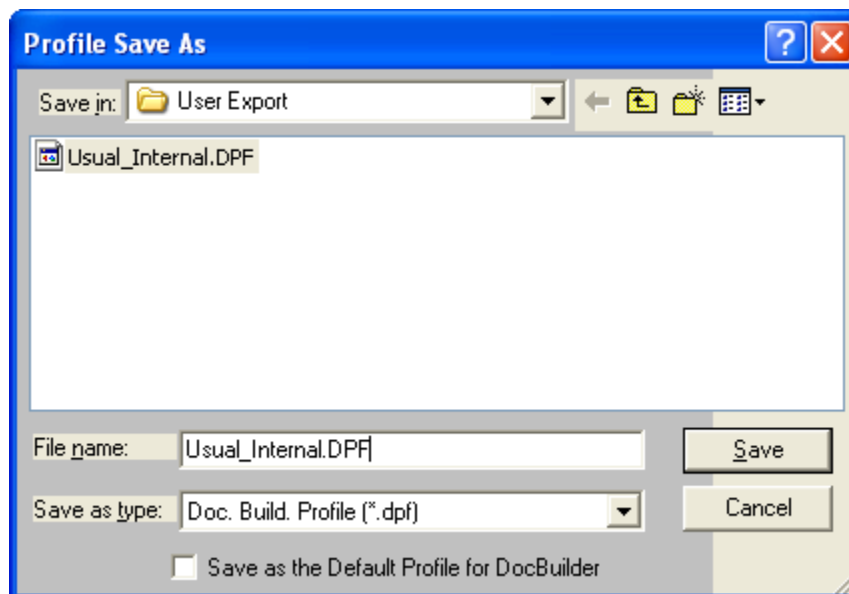 Profile Save As
Save in: User Export
Usual_Internal.DPF
File name: Usual_Internal.DPF Save
Save as type: Doc. Build. Profile (*.dpf) Cancel
Save as the Default Profile for DocBuilder